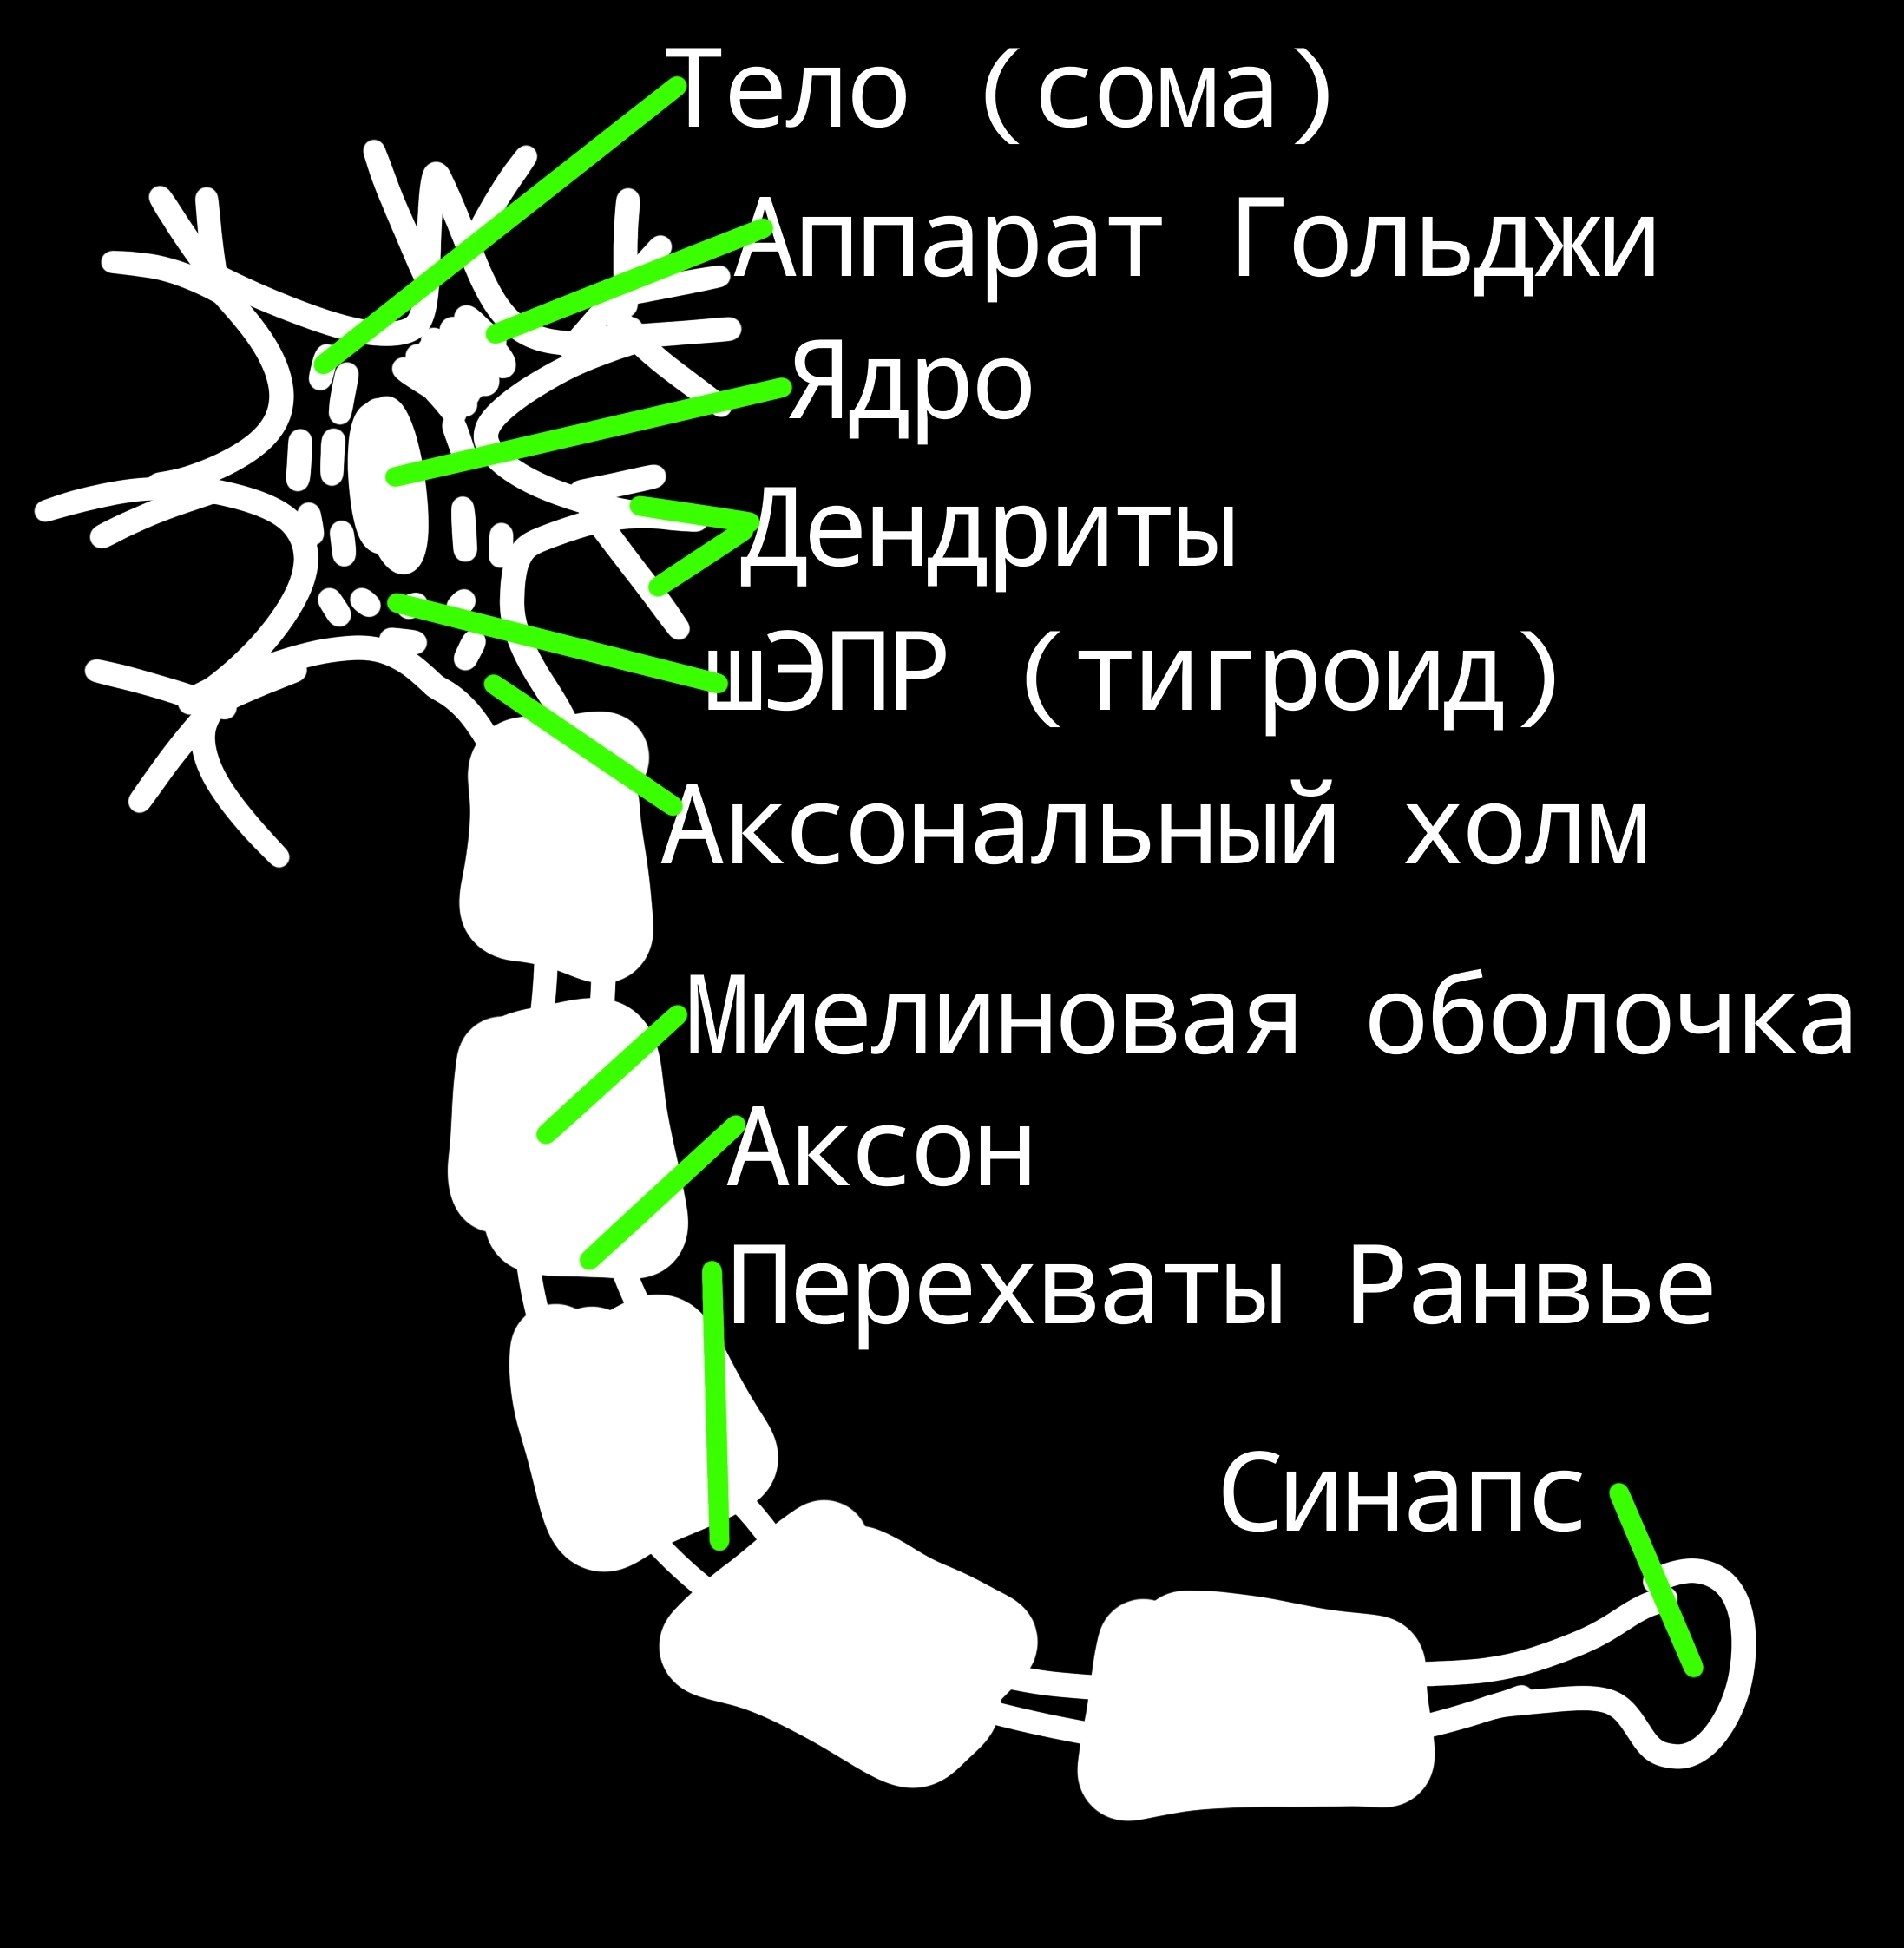 Тело (сома)
Аппарат Гольджи
Ядро
Дендриты
шЭПР (тигроид)
Аксональный холм
Миелиновая оболочка
Аксон
Перехваты Ранвье
Синапс